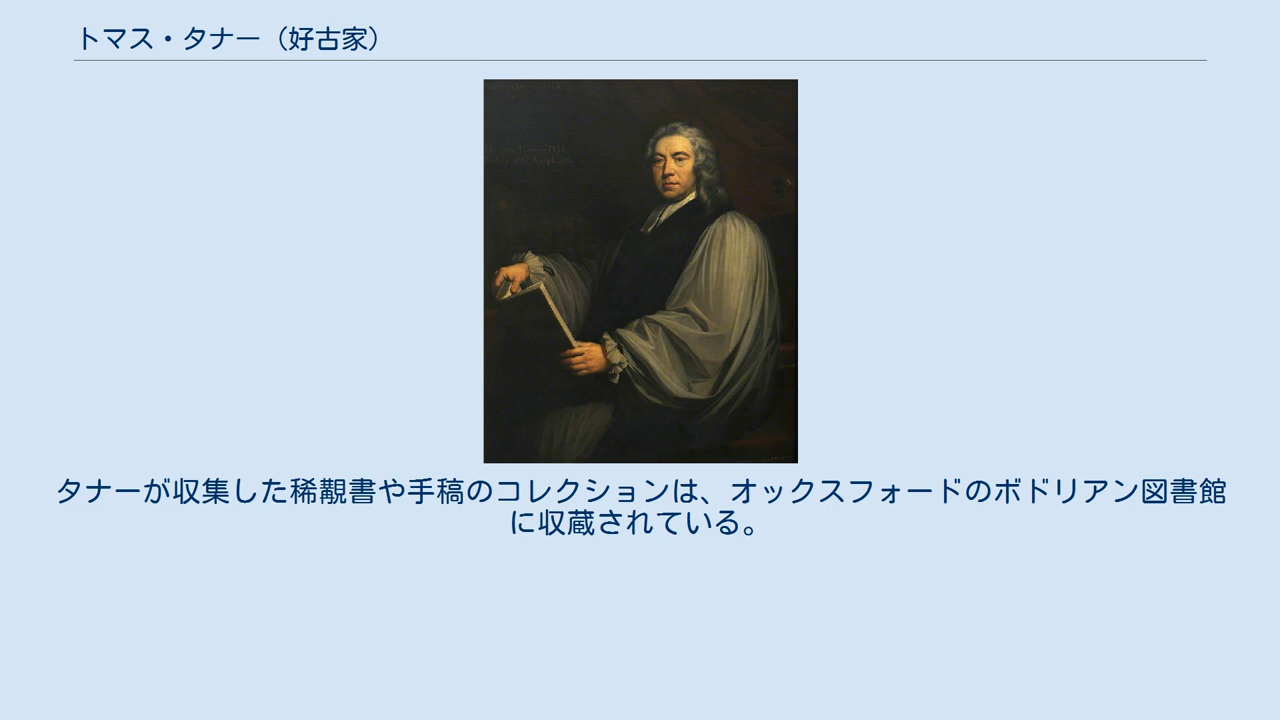 トマス・タナー（好古家）
タナーが収集した稀覯書や手稿のコレクションは、オックスフォードのボドリアン図書館
に収蔵されている。